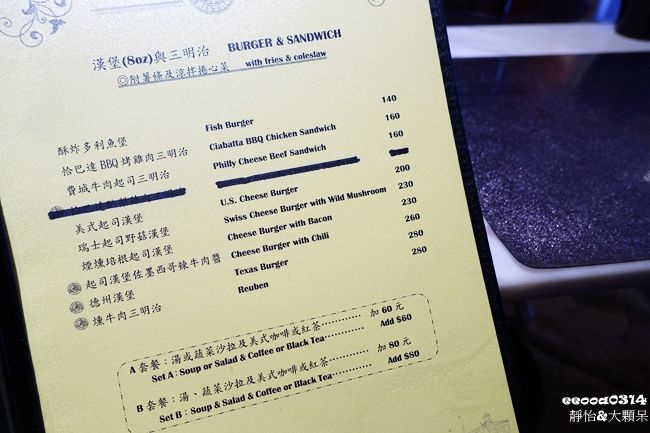 漢堡(8oz)與三明治 BURGER & SANDWICH
◎附薯條及涼拌捲心菜 with fries & coleslaw
酥炸多利魚堡 Fish Burger 140
恰巴達BBQ烤雞肉三明治 Ciabatta BBQ Chicken Sandwich 160
費城牛肉起司三明治 Philly Cheese Beef Sandwich 160
美式起司漢堡 U.S. Cheese Burger 200
瑞士起司野菇漢堡 Swiss Cheese Burger with Wild Mushroom 230
煙燻培根起司漢堡 Cheese Burger with Bacon 230
起司漢堡佐墨西哥辣牛肉醬 Cheese Burger with Chili 260
德州漢堡 Texas Burger 280
燻牛肉三明治 Reuben 280
A 套餐：湯或蔬菜沙拉及美式咖啡或紅茶 加 60 元
Set A：Soup or Salad & Coffee or Black Tea Add $60
B 套餐：湯、蔬菜沙拉及美式咖啡或紅茶 加 80 元
Set B：Soup & Salad & Coffee or Black Tea Add $80
eeooa0314
靜怡&大顆呆